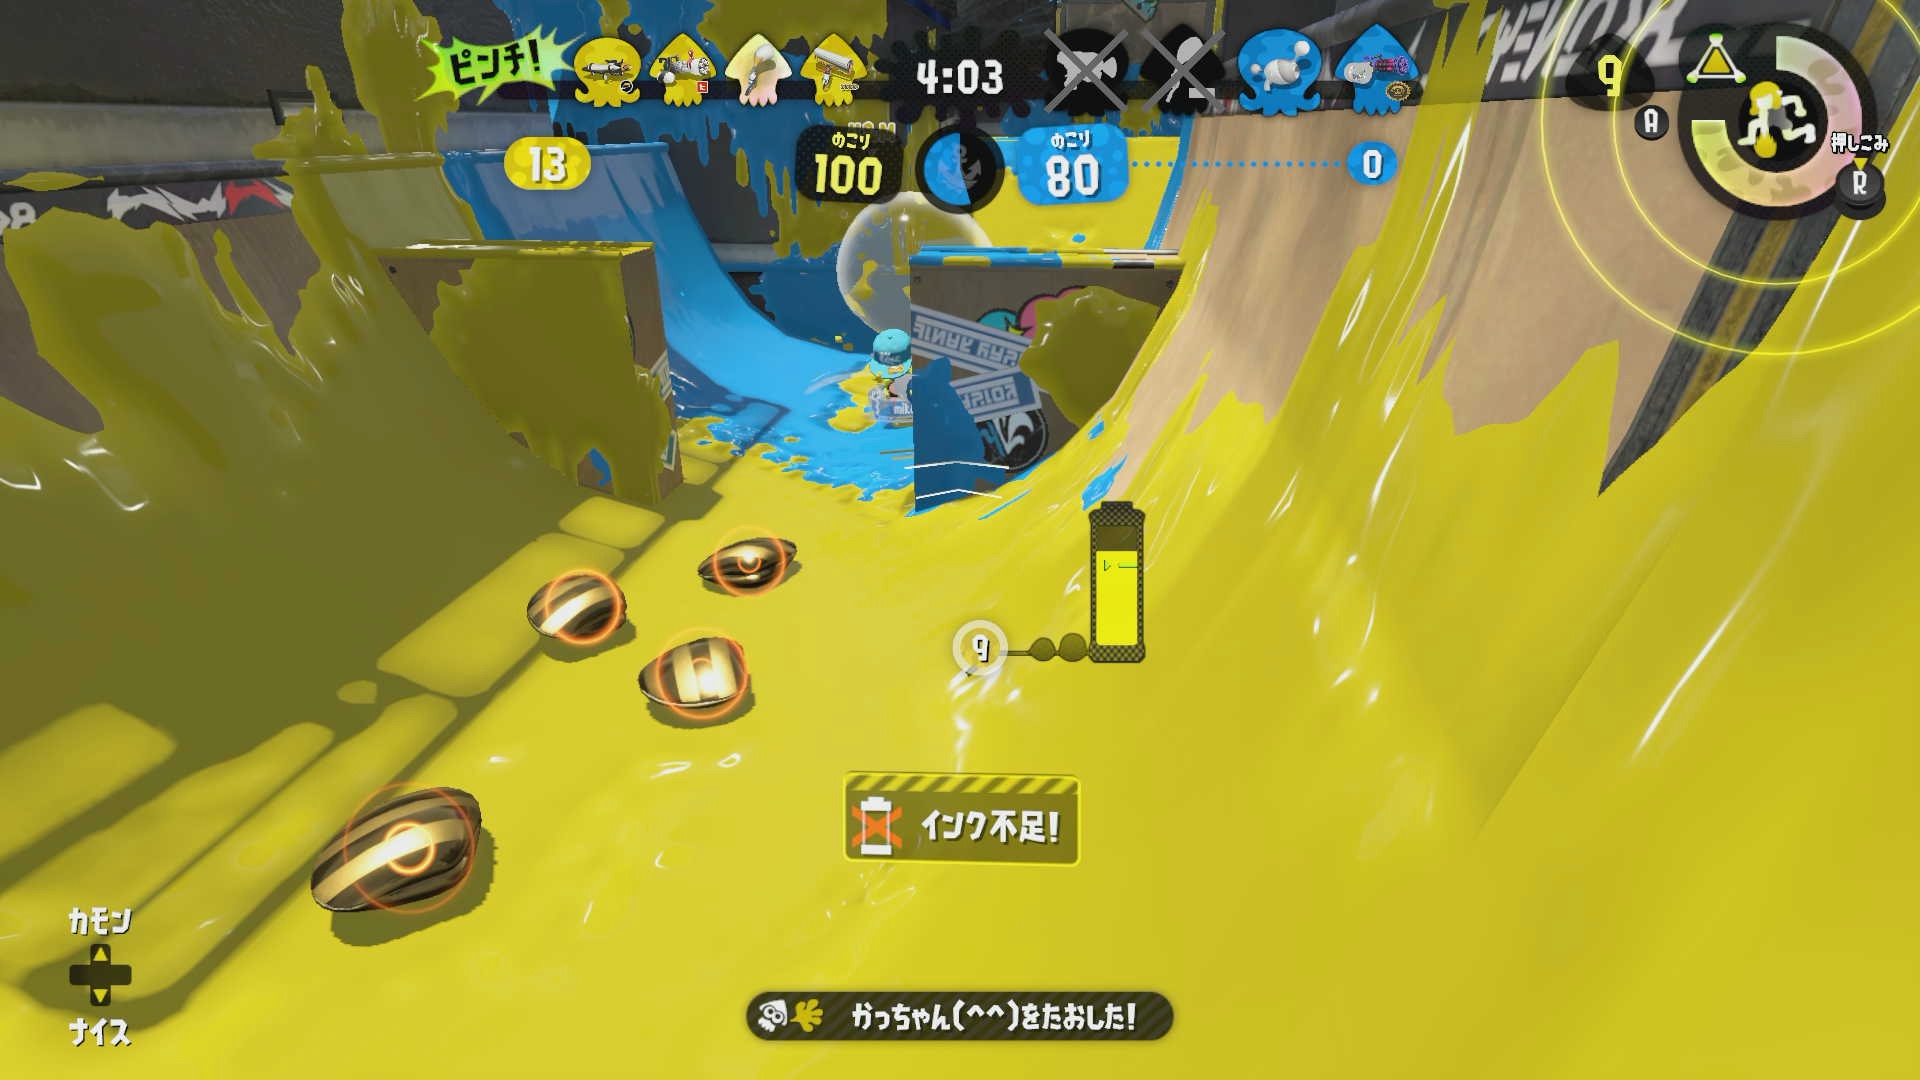 ピンチ!
4:03
9
A
押しこみ
R
13
のこり
100
のこり
80
0
9
インク不足!
カモン
ナイス
かっちゃん(^^)をたおした!